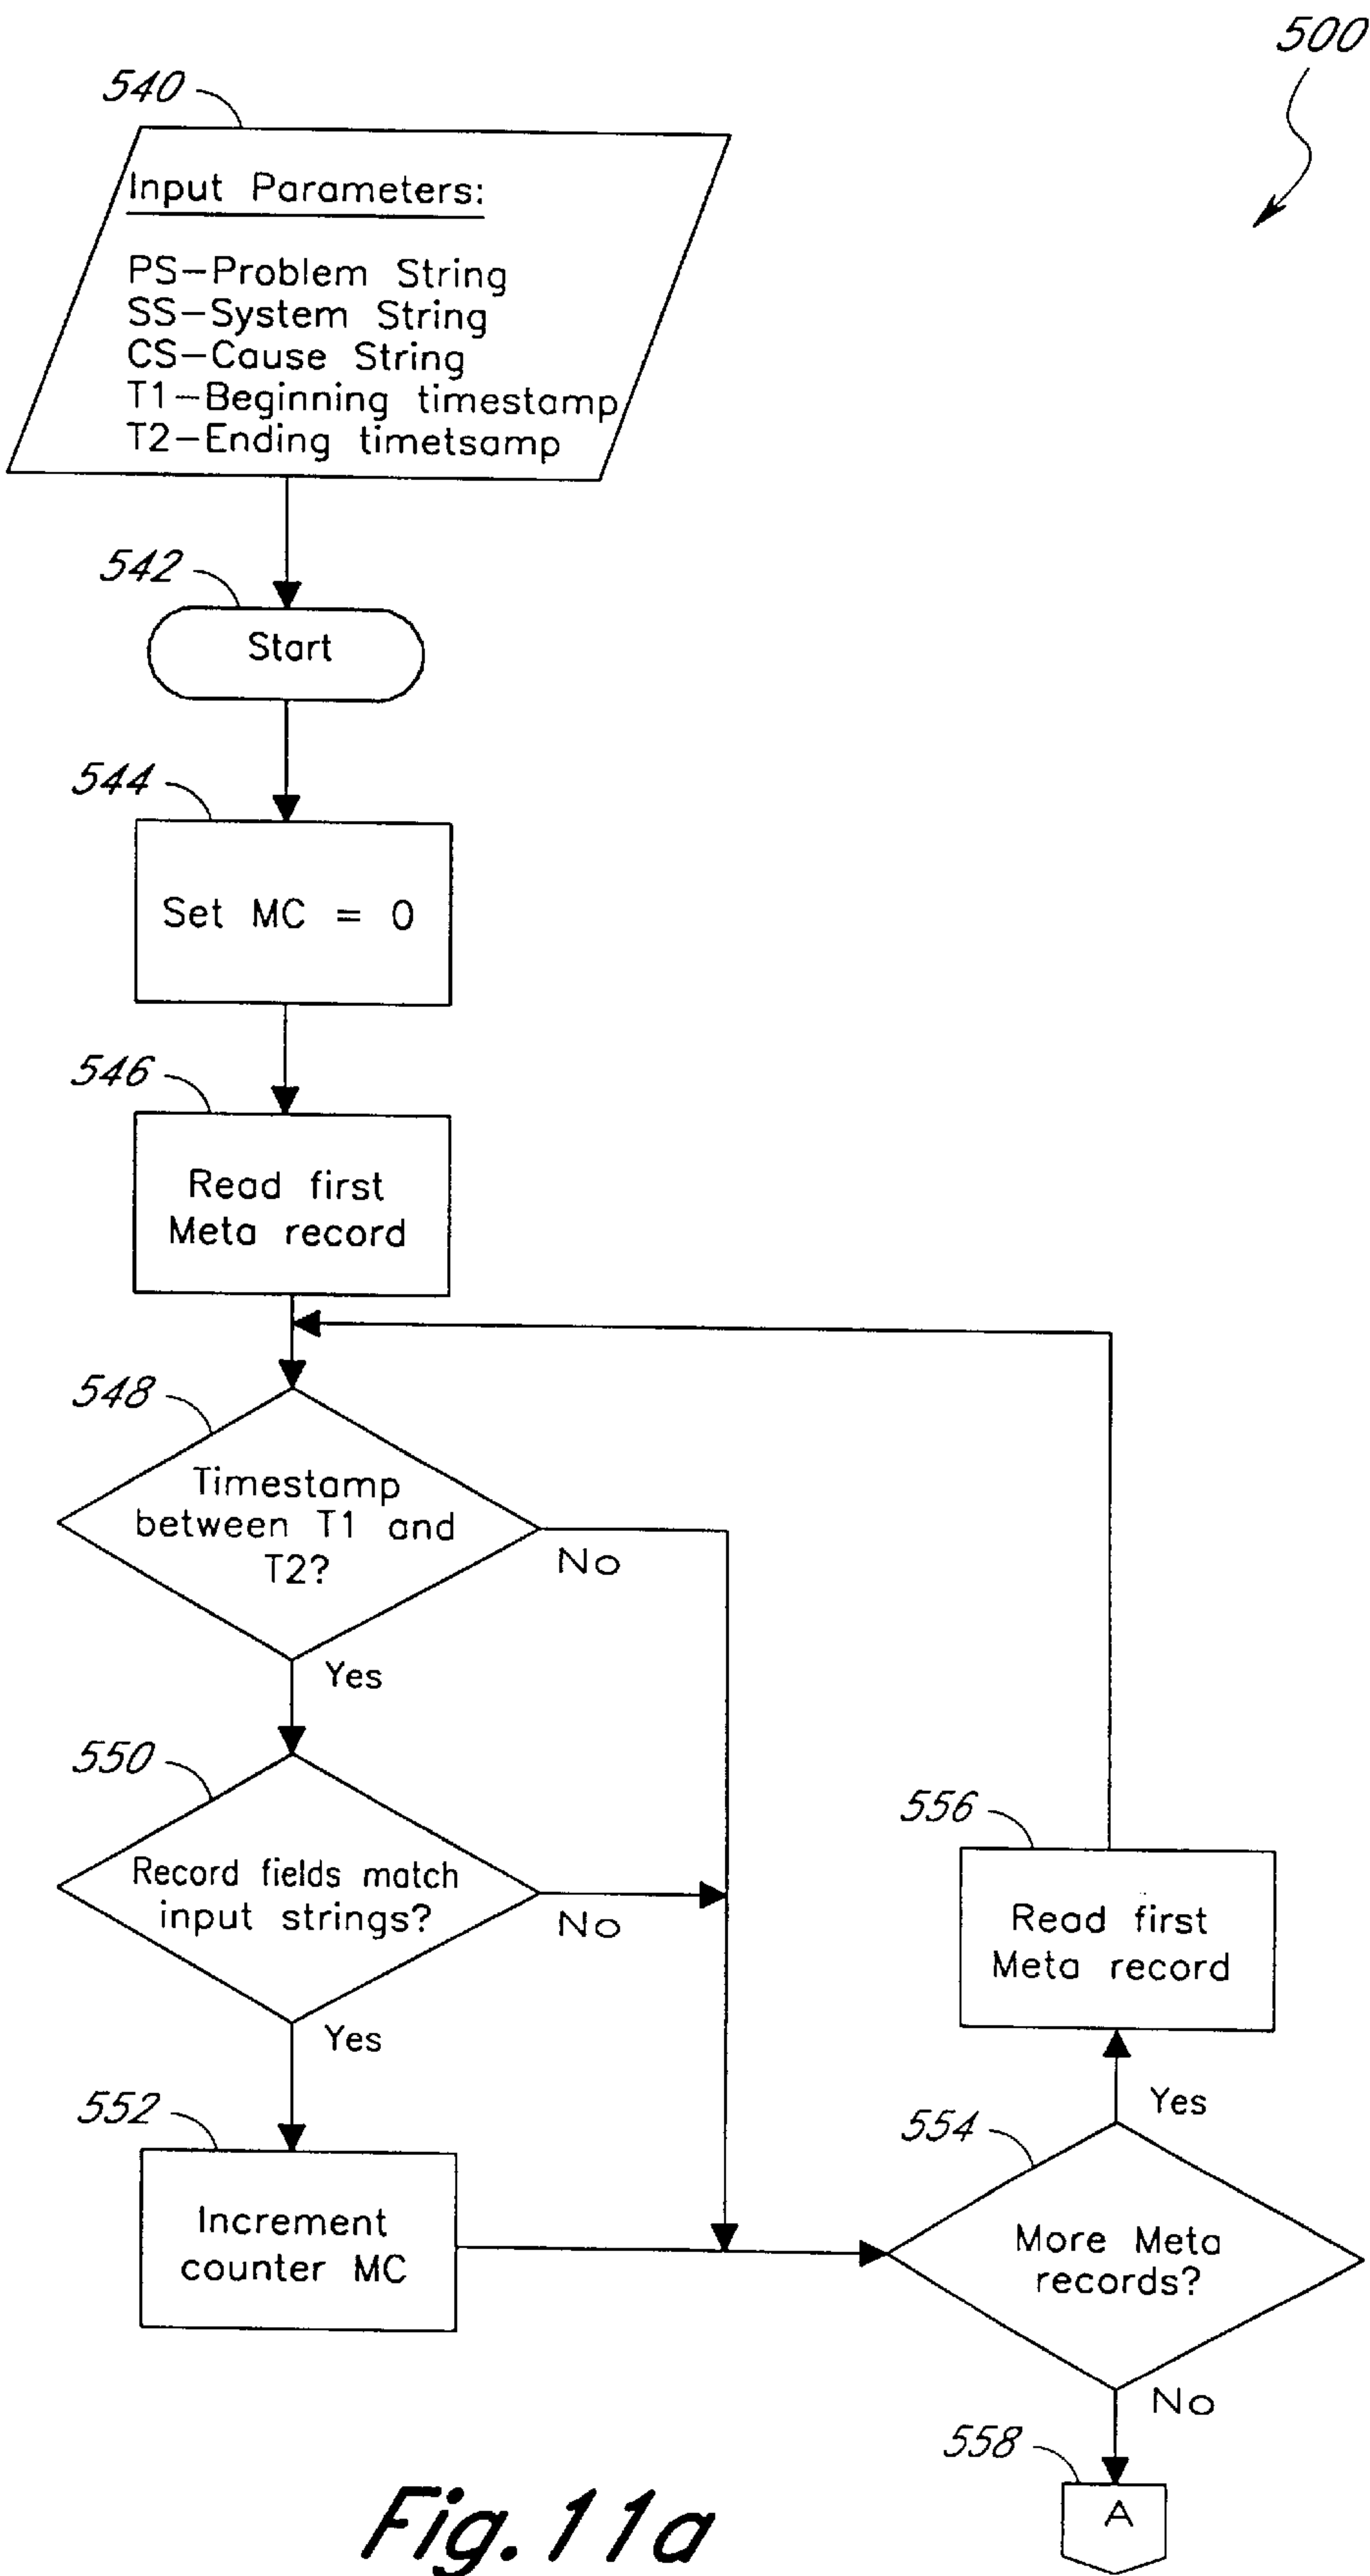 500
540
Input Parameters:
PS-Problem String
SS-System String
CS-Cause String
T1-Beginning timestamp
T2-Ending timetsamp
542
Start
544
Set MC = 0
546
Read first
Meta record
548
Timestamp
between T1 and
T2?
No
Yes
550
Record fields match
input strings?
No
Yes
552
Increment
counter MC
556
Read first
Meta record
Yes
554
More Meta
records?
No
558
A
Fig. 11a